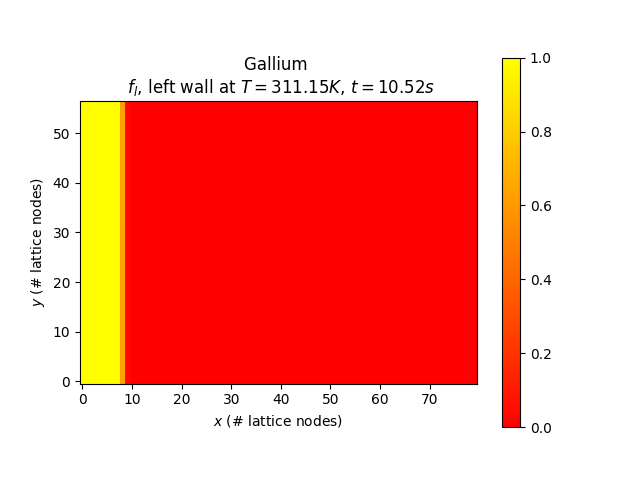 Gallium
f_l, left wall at T = 311.15K, t = 10.52s
50
40
30
20
10
0
y (# lattice nodes)
0 10 20 30 40 50 60 70
x (# lattice nodes)
1.0
0.8
0.6
0.4
0.2
0.0